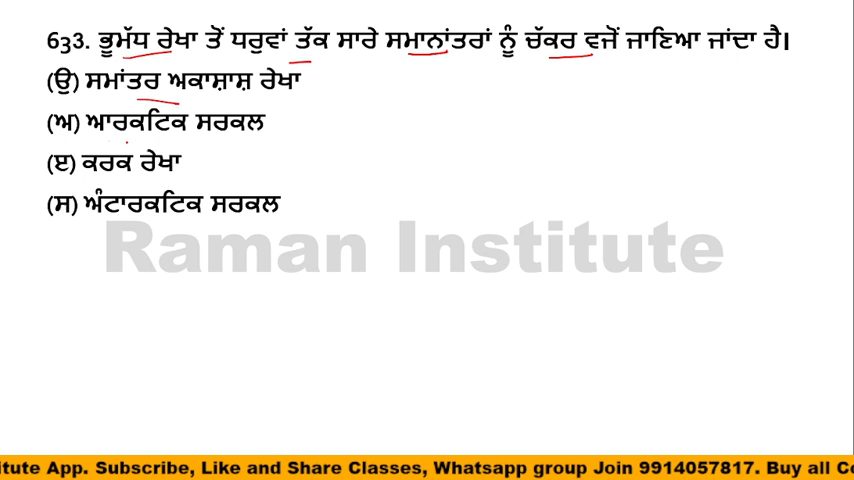 633. ਭੂਮੱਧ ਰੇਖਾ ਤੋਂ ਧਰੁਵਾਂ ਤੱਕ ਸਾਰੇ ਸਮਾਨਾਂਤਰਾਂ ਨੂੰ ਚੱਕਰ ਵਜੋਂ ਜਾਣਿਆ ਜਾਂਦਾ ਹੈ।
(ੳ) ਸਮਾਂਤਰ ਅਕਾਸ਼ਾਸ਼ ਰੇਖਾ
(ਅ) ਆਰਕਟਿਕ ਸਰਕਲ
(ੲ) ਕਰਕ ਰੇਖਾ
(ਸ) ਅੰਟਾਰਕਟਿਕ ਸਰਕਲ
Raman Institute
itute App. Subscribe, Like and Share Classes, Whatsapp group Join 9914057817. Buy all Co